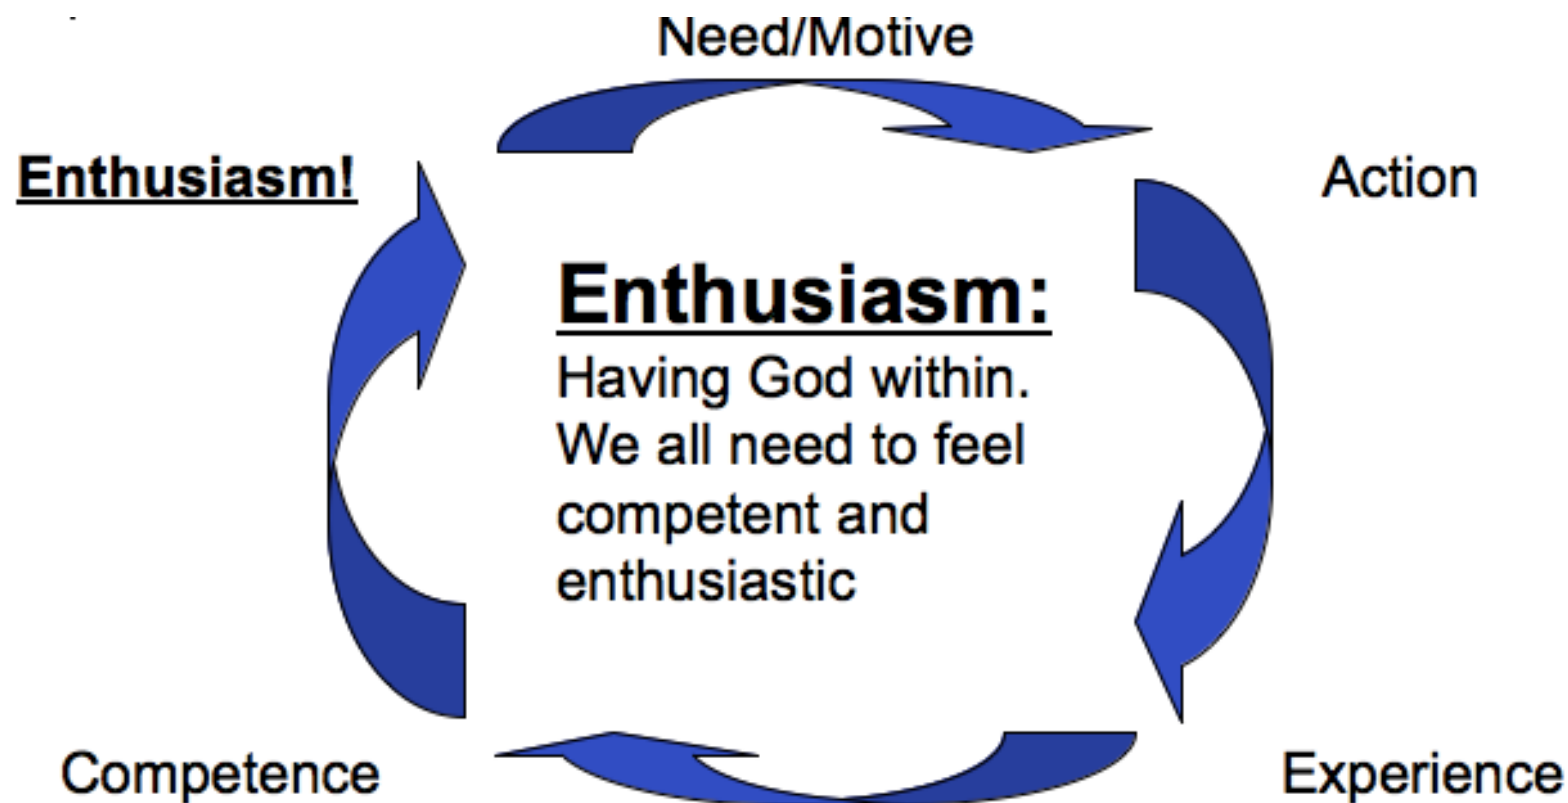 Need/Motive
Enthusiasm!
Action
Enthusiasm:
Having God within.
We all need to feel
competent and
enthusiastic
Competence
Experience